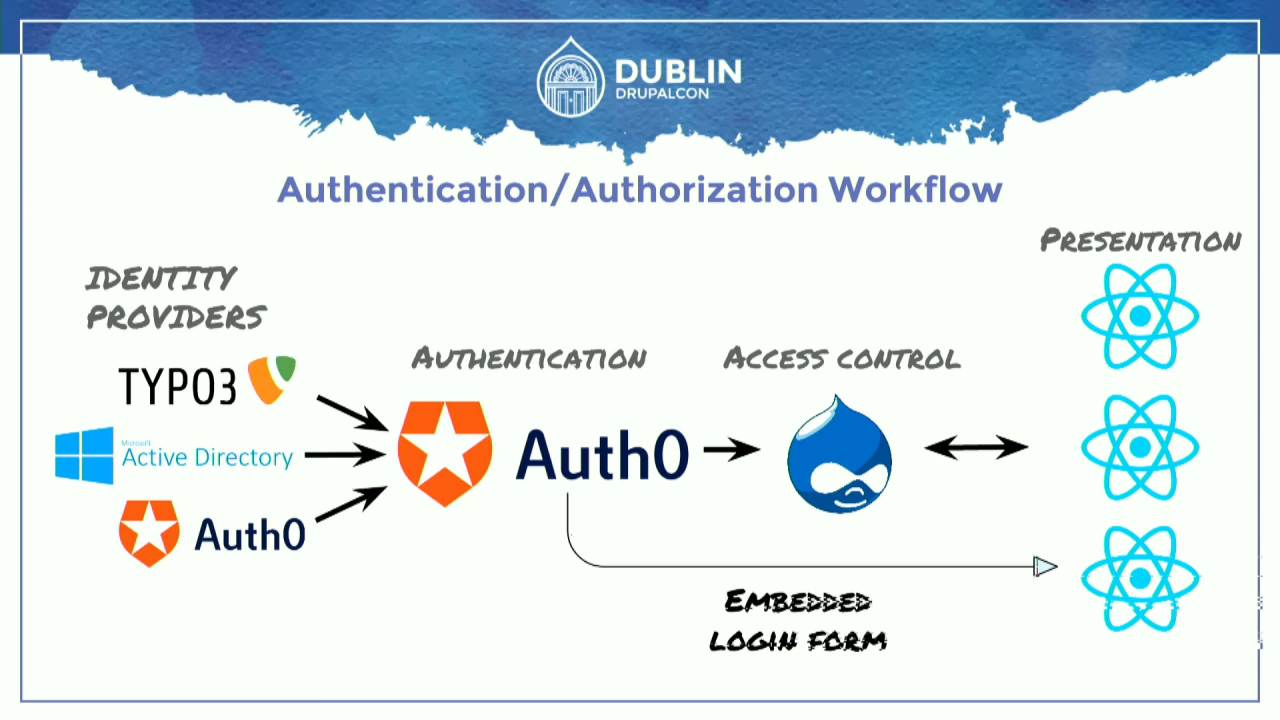 DUBLIN
DRUPALCON
Authentication/Authorization Workflow
PRESENTATION
IDENTITY
PROVIDERS
AUTHENTICATION
ACCESS CONTROL
TYPO3
Microsoft
Active Directory
Auth0
Auth0
EMBEDDED
LOGIN FORM